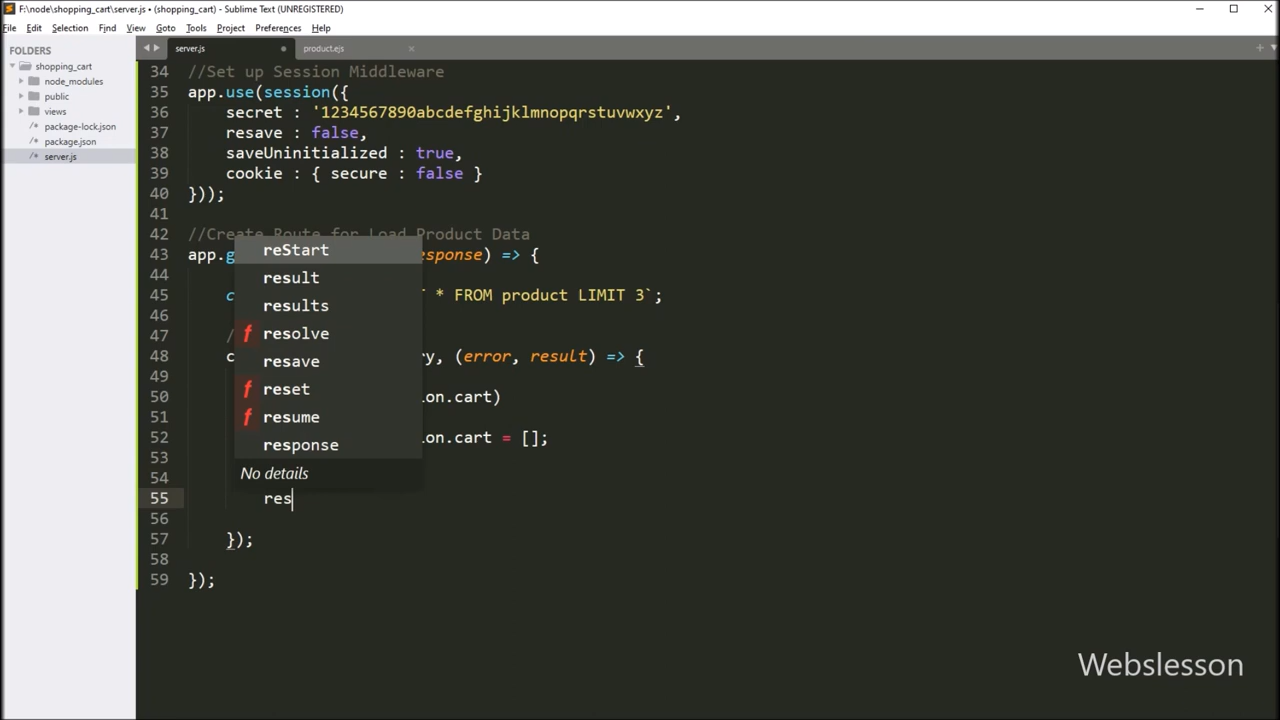 F:\node\shopping_cart\server.js • (shopping_cart) - Sublime Text (UNREGISTERED)
File Edit Selection Find View Goto Tools Project Preferences Help
FOLDERS
shopping_cart
node_modules
public
views
package-lock.json
package.json
server.js
server.js product.ejs
34 //Set up Session Middleware
35 app.use(session({
36 secret : '1234567890abcdefghijklmnopqrstuvwxyz',
37 resave : false,
38 saveUninitialized : true,
39 cookie : { secure : false }
40 }));
41
42 //Create Route for Load Product Data
43 app.g esponse) => {
44
45 c * FROM product LIMIT 3`;
46
47 /
48 c ry, (error, result) => {
49
50 ion.cart)
51
52 ion.cart = [];
53
54
55 res
56
57 });
58
59 });
reStart
result
results
f resolve
resave
f reset
f resume
response
No details
Webslesson